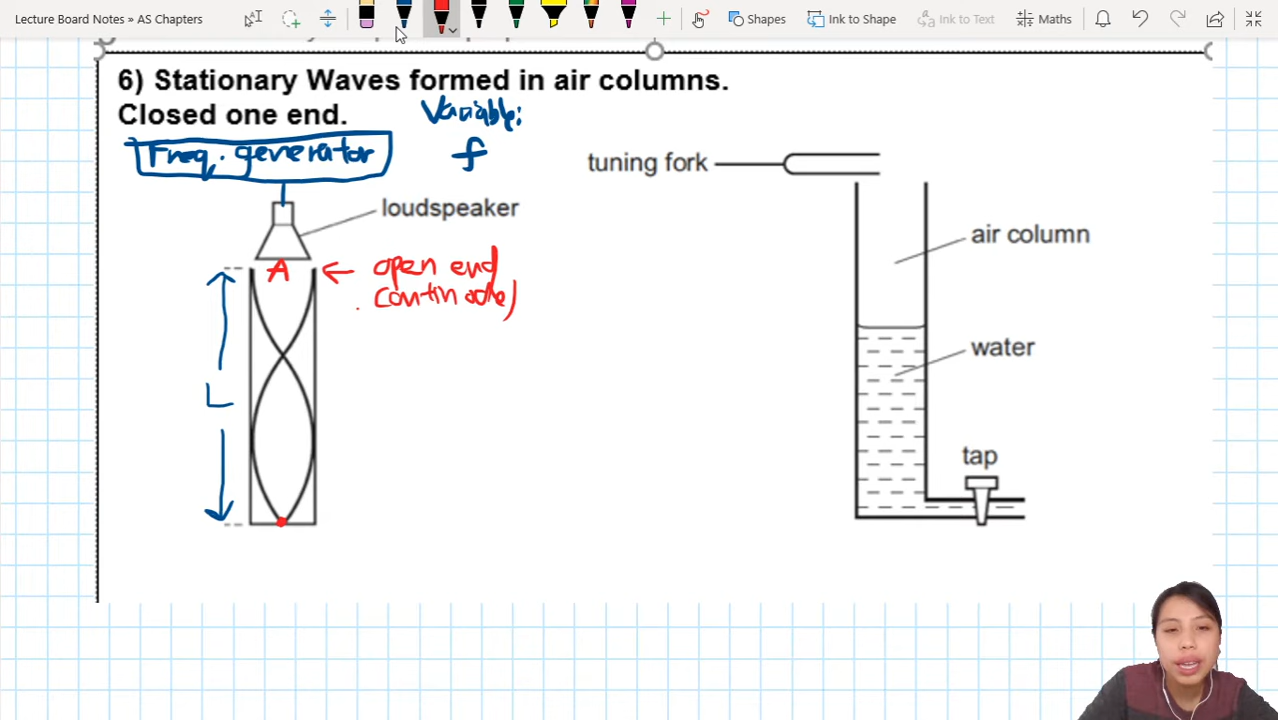 Lecture Board Notes » AS Chapters
Shapes
Ink to Shape
Ink to Text
Maths
6) Stationary Waves formed in air columns.
Closed one end.
Variable:
Freq. generator
f
tuning fork
loudspeaker
air column
A ← open end
L
water
tap